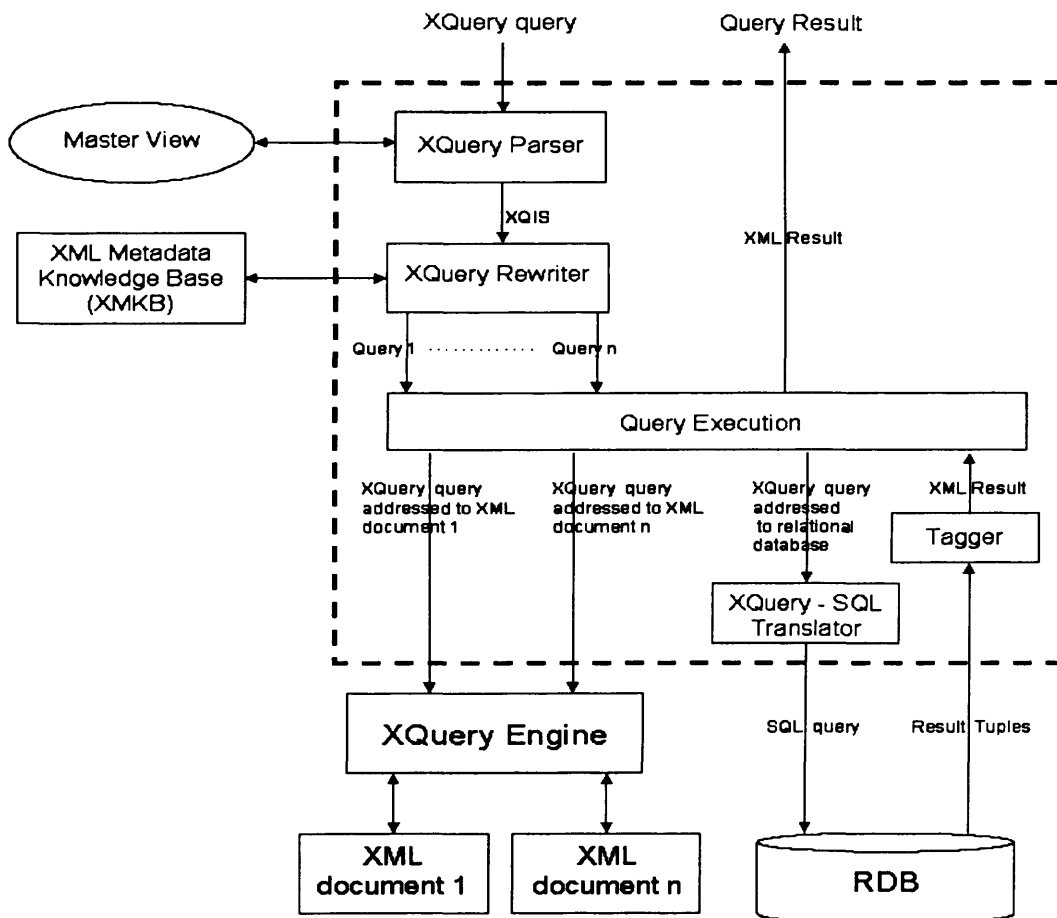 XQuery query
Query Result
Master View
XQuery Parser
XQIS
XML Metadata
Knowledge Base
(XMKB)
XQuery Rewriter
XML Result
Query 1 ............... Query n
Query Execution
XQuery query
addressed to XML
document 1
XQuery query
addressed to XML
document n
XQuery query
addressed
to relational
database
XML Result
Tagger
XQuery - SQL
Translator
XQuery Engine
SQL query
Result Tuples
XML
document 1
XML
document n
RDB